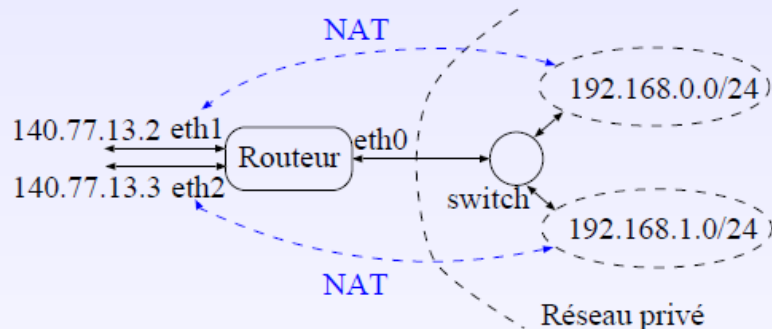 NAT
192.168.0.0/24
140.77.13.2 eth1
eth0
Routeur
140.77.13.3 eth2
switch
192.168.1.0/24
NAT
Réseau privé